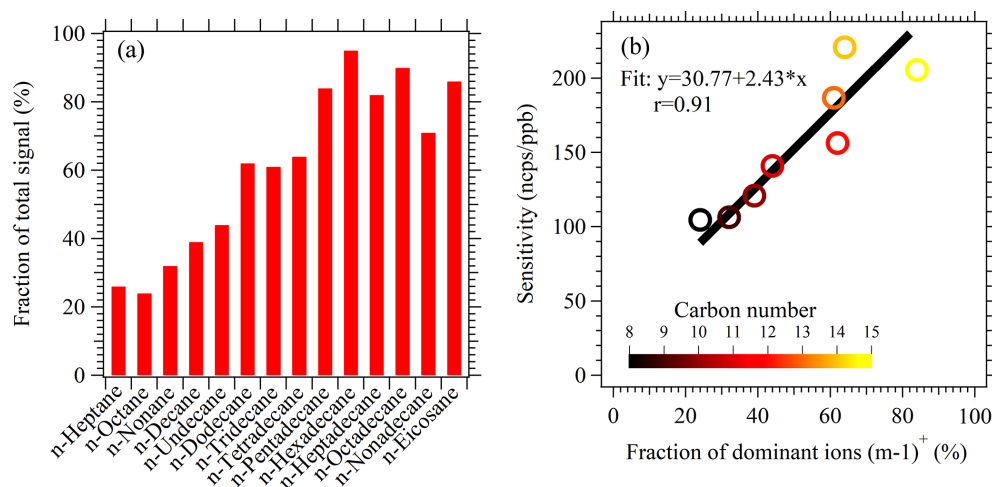 (a)
Fraction of total signal (%)
100
80
60
40
20
0
n-Heptane
n-Octane
n-Nonane
n-Decane
n-Undecane
n-Dodecane
n-Tridecane
n-Tetradecane
n-Pentadecane
n-Hexadecane
n-Heptadecane
n-Octadecane
n-Nonadecane
n-Eicosane
(b)
Fit: y=30.77+2.43*x
r=0.91
Sensitivity (ncps/ppb)
200
150
100
50
0
Carbon number
8 9 10 11 12 13 14 15
0 20 40 60 80 100
Fraction of dominant ions (m-1)⁺ (%)